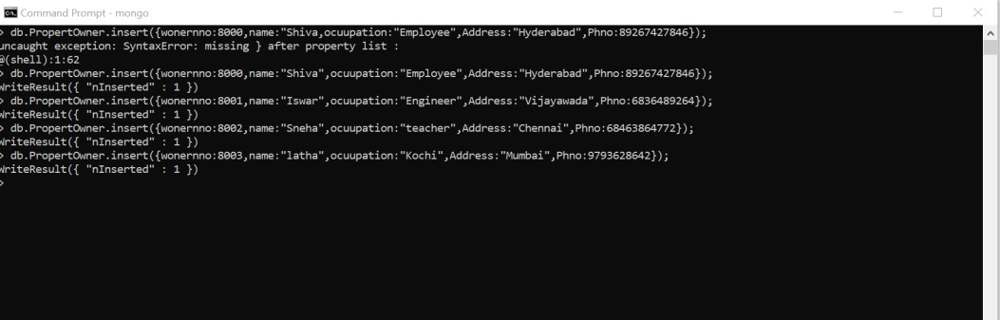 Command Prompt - mongo
> db.PropertOwner.insert({wonernno:8000,name:"Shiva,ocuupation:"Employee",Address:"Hyderabad",Phno:89267427846});
uncaught exception: SyntaxError: missing } after property list :
@(shell):1:62
> db.PropertOwner.insert({wonernno:8000,name:"Shiva",ocuupation:"Employee",Address:"Hyderabad",Phno:89267427846});
WriteResult({ "nInserted" : 1 })
> db.PropertOwner.insert({wonernno:8001,name:"Iswar",ocuupation:"Engineer",Address:"Vijayawada",Phno:6836489264});
WriteResult({ "nInserted" : 1 })
> db.PropertOwner.insert({wonernno:8002,name:"Sneha",ocuupation:"teacher",Address:"Chennai",Phno:68463864772});
WriteResult({ "nInserted" : 1 })
> db.PropertOwner.insert({wonernno:8003,name:"latha",ocuupation:"Kochi",Address:"Mumbai",Phno:9793628642});
WriteResult({ "nInserted" : 1 })
>